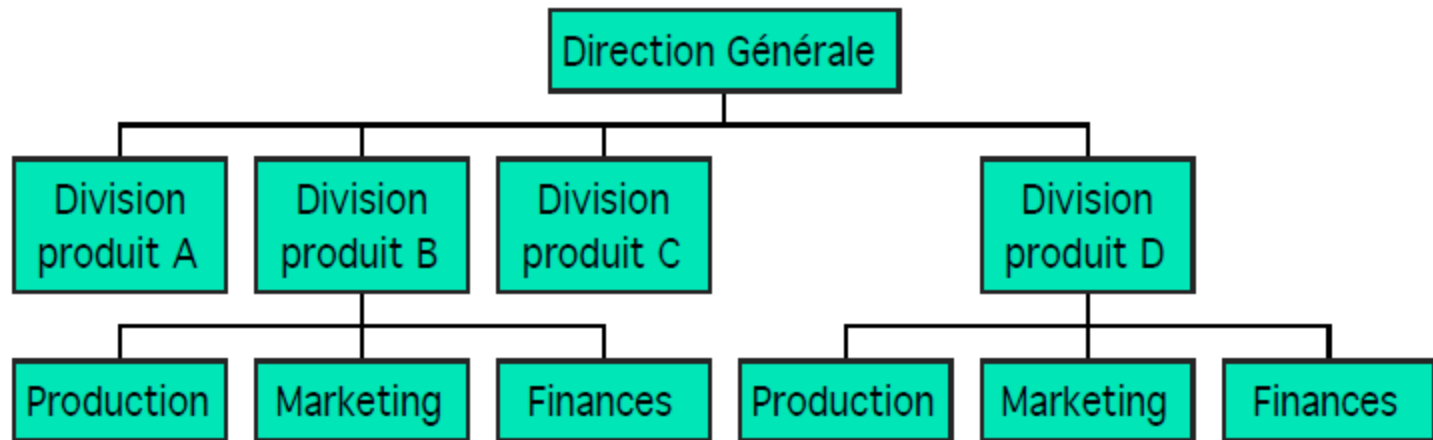 Direction Générale
Division
produit A
Division
produit B
Division
produit C
Division
produit D
Production
Marketing
Finances
Production
Marketing
Finances